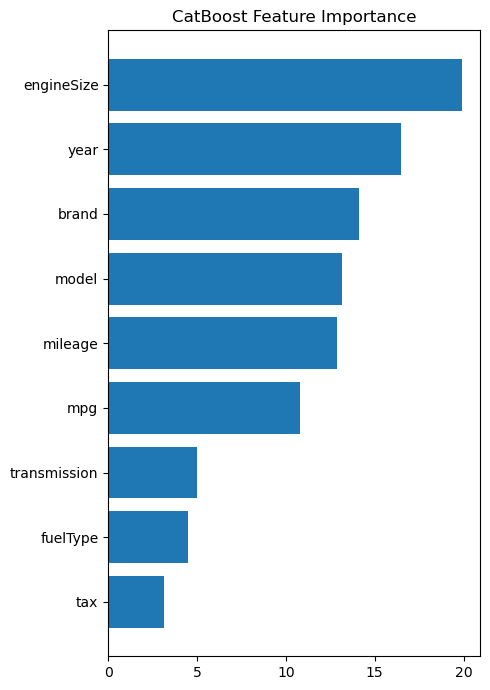 CatBoost Feature Importance
engineSize
year
brand
model
mileage
mpg
transmission
fuelType
tax
0 5 10 15 20